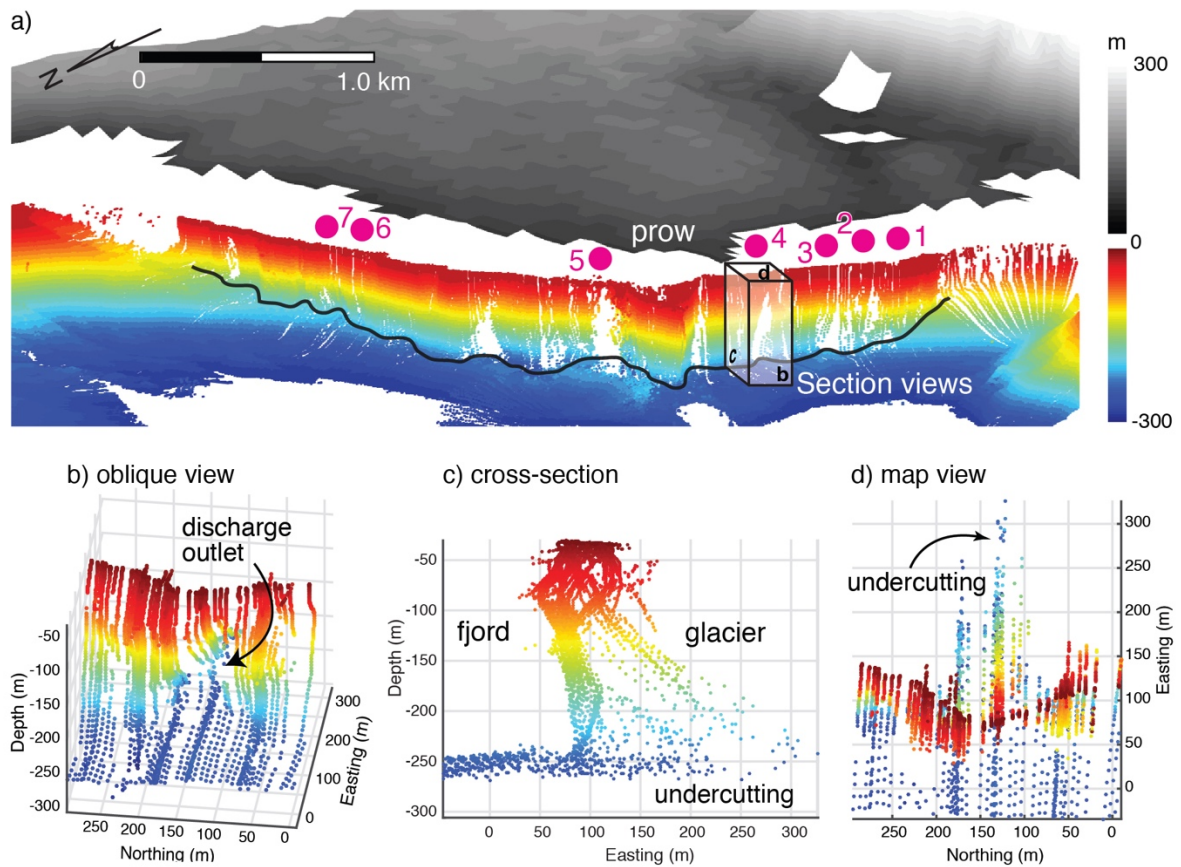 a)
N
0 1.0 km
m
300
0
-300
7 6 5 prow 4 3 2 1
d
c
b
Section views
b) oblique view
discharge
outlet
Depth (m)
-50
-100
-150
-200
-250
-300
250 200 150 100 50 0
Northing (m)
300
200
100
0
Easting (m)
c) cross-section
Depth (m)
-50
-100
-150
-200
-250
-300
fjord
glacier
undercutting
0 50 100 150 200 250 300
Easting (m)
d) map view
undercutting
300
250
200
150
100
50
0
Easting (m)
250 200 150 100 50 0
Northing (m)